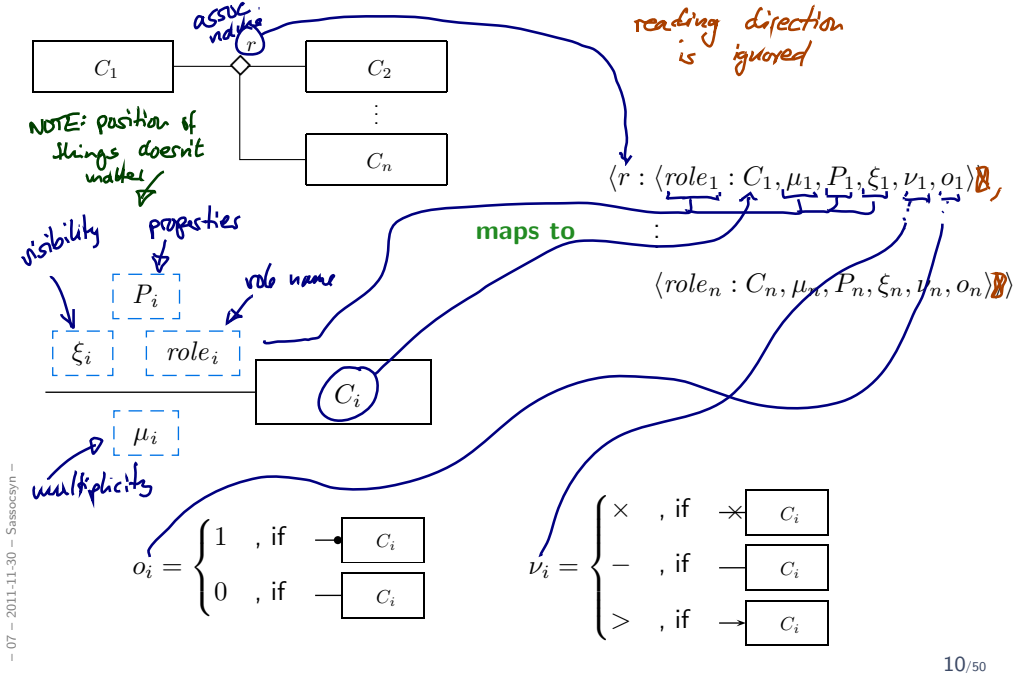 assoc.
name
r
reading direction
is ignored
C₁
C₂
⋮
Cₙ
NOTE: position of
things doesn't
matter
⟨r : ⟨role₁ : C₁, μ₁, P₁, ξ₁, ν₁, o₁⟩,
maps to
⋮
⟨roleₙ : Cₙ, μₙ, Pₙ, ξₙ, νₙ, oₙ⟩⟩
visibility
properties
role name
Pᵢ
ξᵢ
roleᵢ
Cᵢ
μᵢ
multiplicity
oᵢ = { 1 , if Cᵢ
0 , if Cᵢ
νᵢ = { × , if × Cᵢ
− , if Cᵢ
> , if Cᵢ
– 07 – 2011-11-30 – Sassocsyn –
10/50